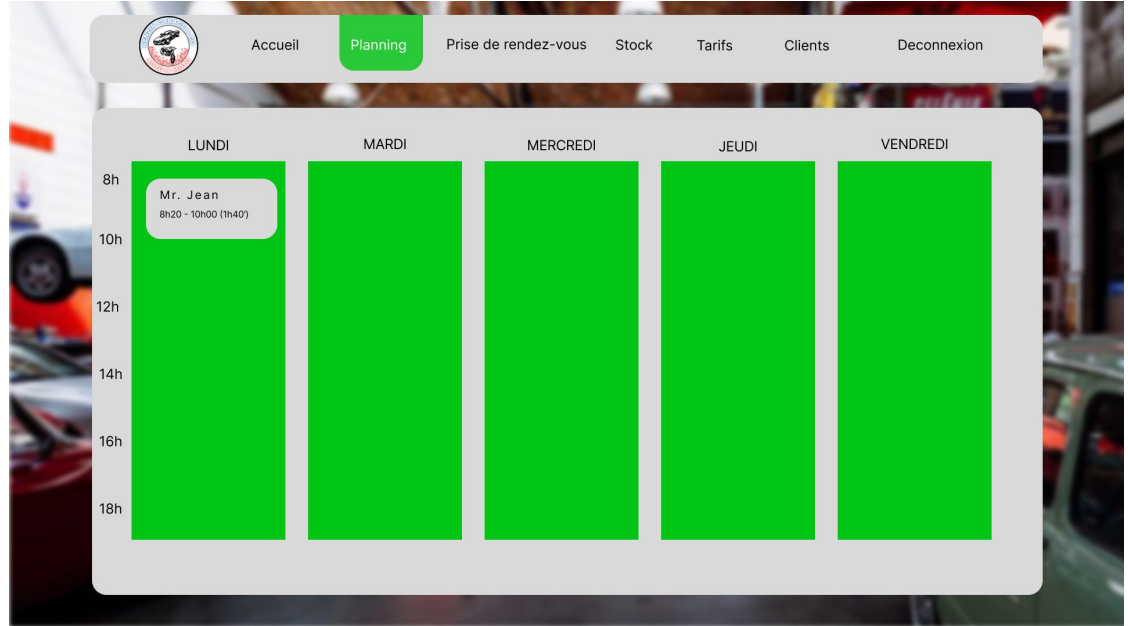 Accueil
Planning
Prise de rendez-vous
Stock
Tarifs
Clients
Deconnexion
LUNDI
MARDI
MERCREDI
JEUDI
VENDREDI
8h
Mr. Jean
8h20 - 10h00 (1h40')
10h
12h
14h
16h
18h